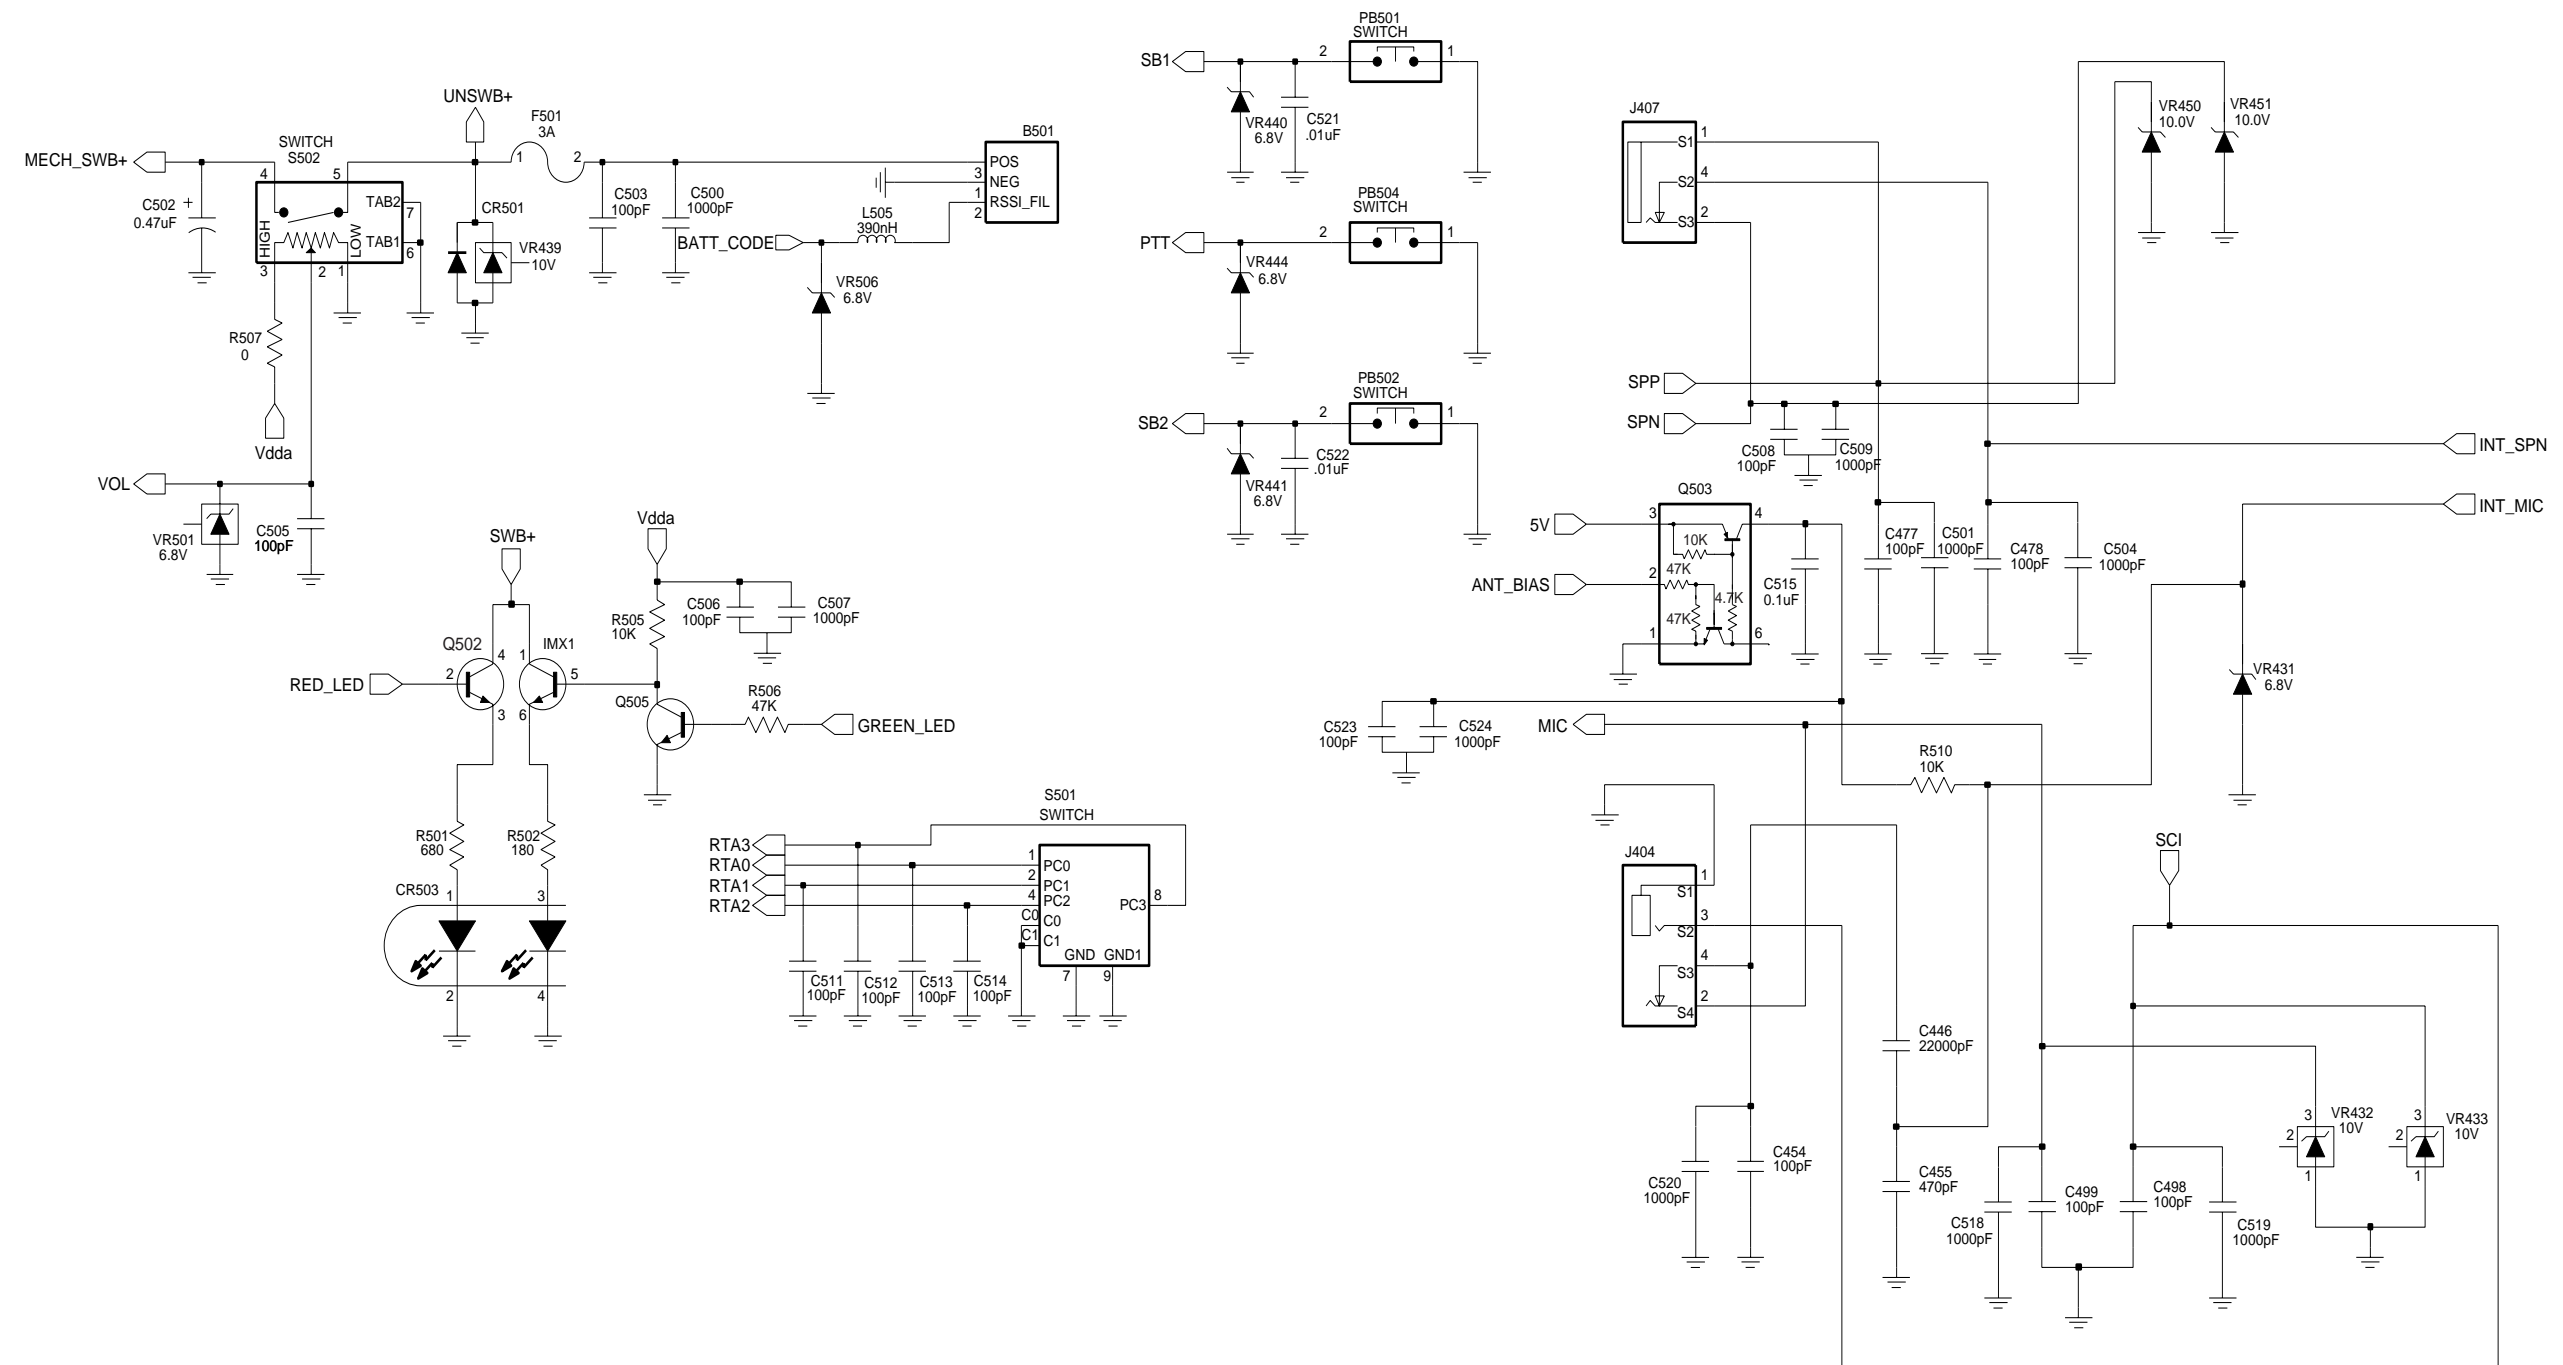 UNSWB+
MECH_SWB+
C502
+
0.47uF
SWITCH
S502
4
5
HIGH
LOW
TAB2
7
TAB1
6
3
2
1
F501
3A
1
2
CR501
VR439
10V
C503
100pF
C500
1000pF
B501
POS
3
NEG
1
RSSI_FIL
2
L505
390nH
BATT_CODE
VR506
6.8V
R507
0
Vdda
VOL
VR501
6.8V
C505
100pF
SB1
VR440
6.8V
C521
.01uF
PB501
SWITCH
2
1
PTT
VR444
6.8V
PB504
SWITCH
2
1
SB2
VR441
6.8V
C522
.01uF
PB502
SWITCH
2
1
J407
S1
1
S2
4
S3
2
VR450
10.0V
VR451
10.0V
SPP
SPN
C508
100pF
C509
1000pF
INT_SPN
INT_MIC
Q503
5V
3
4
10K
ANT_BIAS
2
47K
47K
4.7K
1
6
C515
0.1uF
C477
100pF
C501
1000pF
C478
100pF
C504
1000pF
VR431
6.8V
SWB+
Vdda
C506
100pF
C507
1000pF
R505
10K
Q502
IMX1
4
1
RED_LED
2
5
3
6
Q505
R506
47K
GREEN_LED
R501
680
R502
180
CR503
1
3
2
4
S501
SWITCH
RTA3
RTA0
RTA1
RTA2
1
PC0
2
PC1
4
PC2
C0
C0
C1
C1
PC3
8
GND
GND1
7
9
C511
100pF
C512
100pF
C513
100pF
C514
100pF
C523
100pF
C524
1000pF
MIC
R510
10K
J404
1
S1
3
S2
4
S3
2
S4
SCI
C446
22000pF
C520
1000pF
C454
100pF
C455
470pF
C518
1000pF
C499
100pF
C498
100pF
C519
1000pF
3
VR432
10V
2
1
3
VR433
10V
2
1